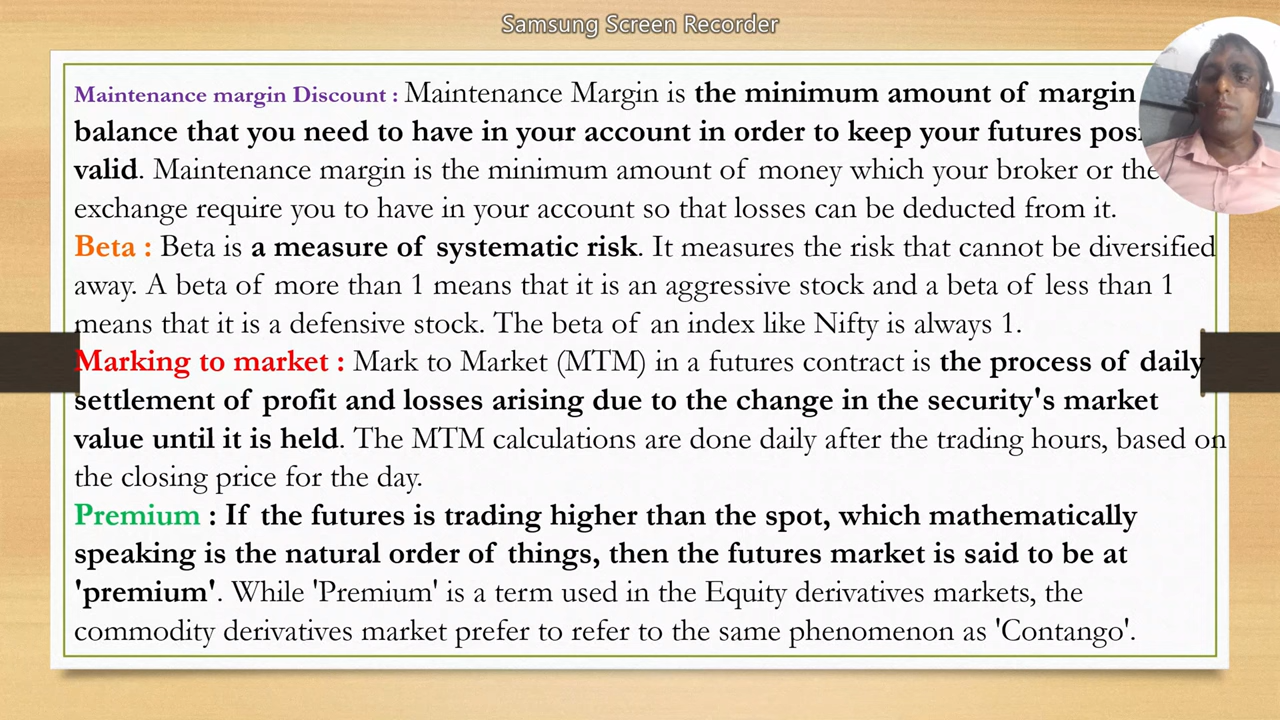 Samsung Screen Recorder
Maintenance margin Discount : Maintenance Margin is the minimum amount of margin
balance that you need to have in your account in order to keep your futures
valid. Maintenance margin is the minimum amount of money which your broker or the
exchange require you to have in your account so that losses can be deducted from it.
Beta : Beta is a measure of systematic risk. It measures the risk that cannot be diversified
away. A beta of more than 1 means that it is an aggressive stock and a beta of less than 1
means that it is a defensive stock. The beta of an index like Nifty is always 1.
Marking to market : Mark to Market (MTM) in a futures contract is the process of daily
settlement of profit and losses arising due to the change in the security's market
value until it is held. The MTM calculations are done daily after the trading hours, based on
the closing price for the day.
Premium : If the futures is trading higher than the spot, which mathematically
speaking is the natural order of things, then the futures market is said to be at
'premium'. While 'Premium' is a term used in the Equity derivatives markets, the
commodity derivatives market prefer to refer to the same phenomenon as 'Contango'.